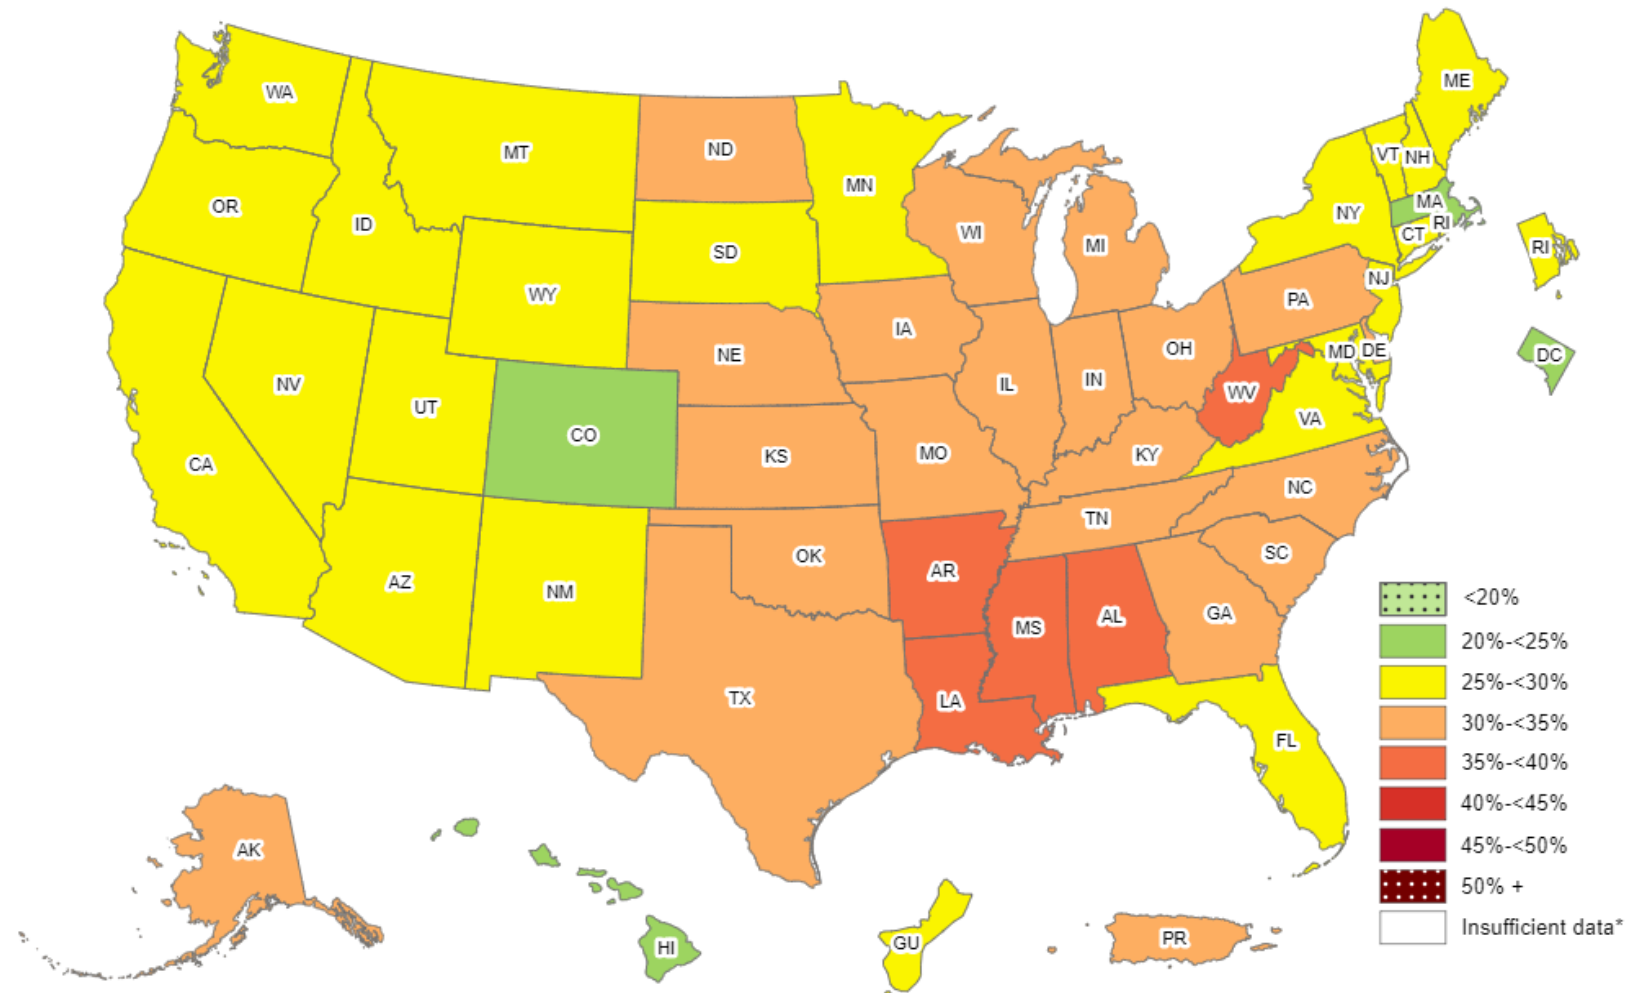 ME
WA
VT
NH
ND
MT
MN
MA
OR
NY
RI
ID
WI
CT
MI
RI
SD
NJ
WY
PA
IA
OH
MD
DE
NE
DC
IN
NV
IL
WV
UT
VA
CO
MO
KY
KS
CA
NC
TN
SC
OK
AR
AZ
NM
<20%
GA
AL
MS
20%-<25%
25%-<30%
TX
LA
30%-<35%
FL
35%-<40%
40%-<45%
AK
45%-<50%
50% +
Insufficient data*
PR
GU
HI